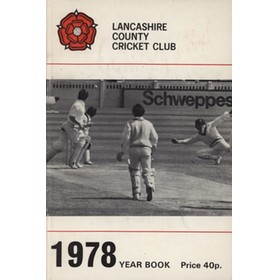 LANCASHIRE
COUNTY
CRICKET CLUB
Schweppes
1978 YEAR BOOK Price 40p.